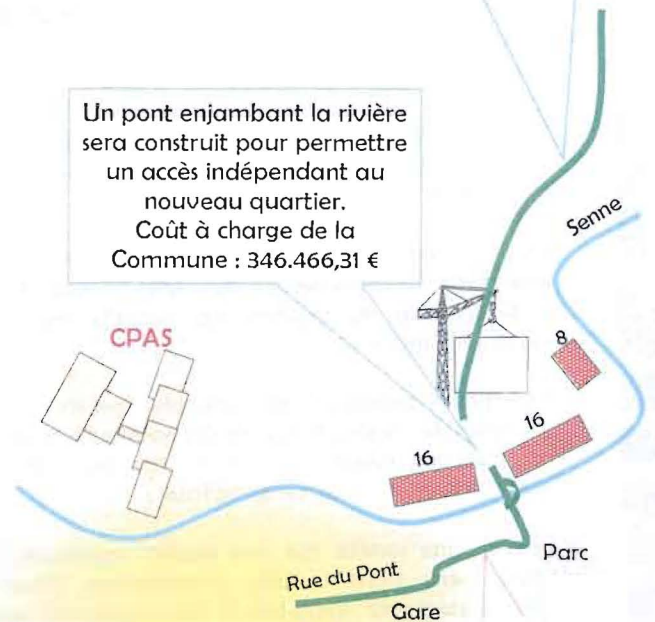 Un pont enjambant la rivière
sera construit pour permettre
un accès indépendant au
nouveau quartier.
Coût à charge de la
Commune : 346.466,31 €
Senne
CPAS
8
16
16
Parc
Rue du Pont
Gare